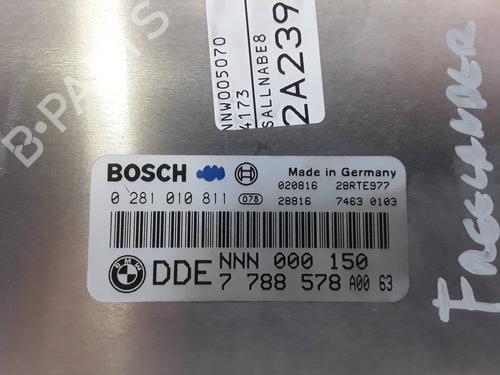 NNW005070
4173
SALLNABE8
2A239
BOSCH
Made in Germany
020816 28RTE977
0 281 010 811 078 28816 7463 0103
BMW
DDE NNN 000 150
7 788 578 A00 63
FREELANDER
B-PARTS